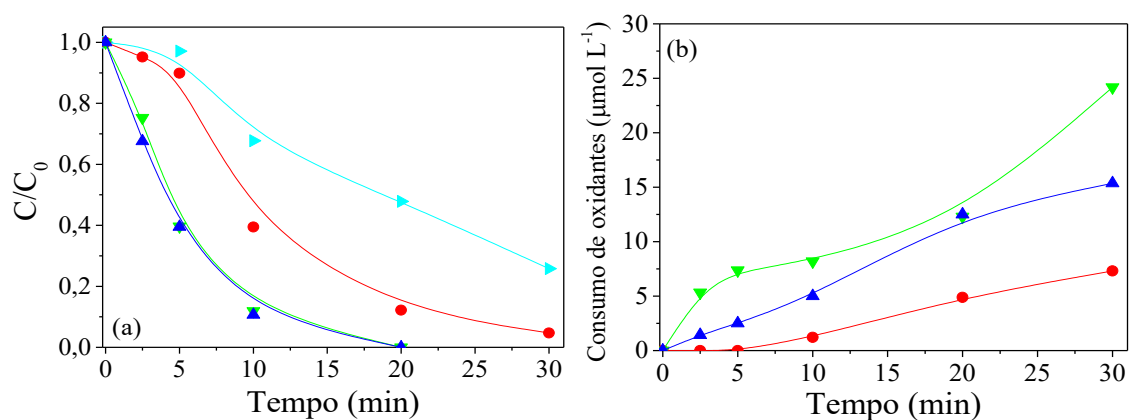 C/C₀
1,0
0,8
0,6
0,4
0,2
0,0
(a)
0 5 10 15 20 25 30
Tempo (min)
Consumo de oxidantes (µmol L⁻¹)
30
25
20
15
10
5
0
(b)
0 5 10 15 20 25 30
Tempo (min)